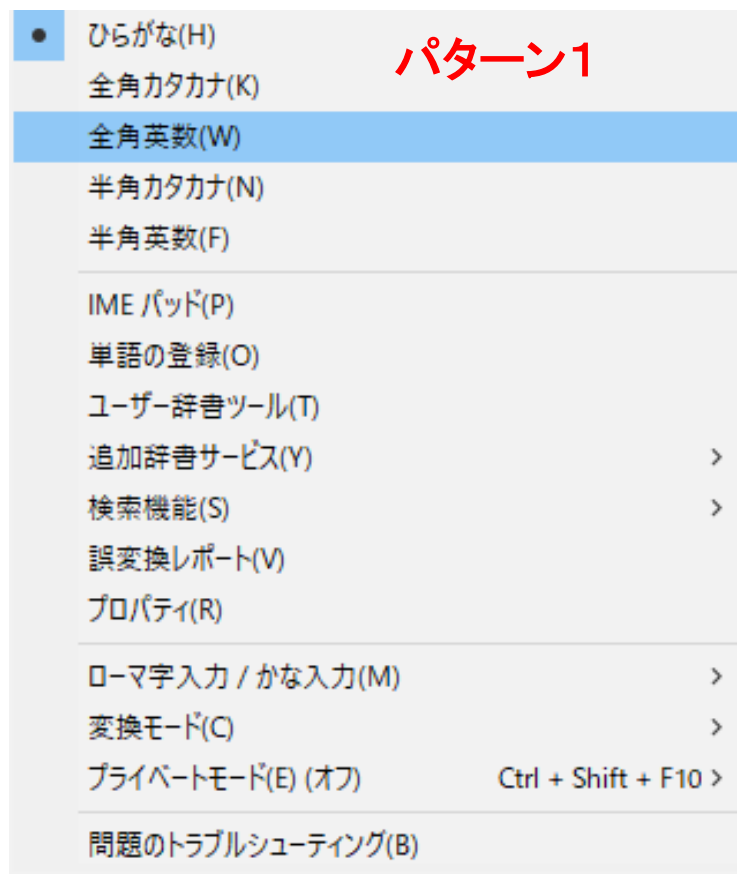 ひらがな(H)
パターン1
全角カタカナ(K)
全角英数(W)
半角カタカナ(N)
半角英数(F)
IME パッド(P)
単語の登録(O)
ユーザー辞書ツール(T)
追加辞書サービス(Y)
検索機能(S)
誤変換レポート(V)
プロパティ(R)
ローマ字入力 / かな入力(M)
変換モード(C)
プライベートモード(E) (オフ) Ctrl + Shift + F10
問題のトラブルシューティング(B)